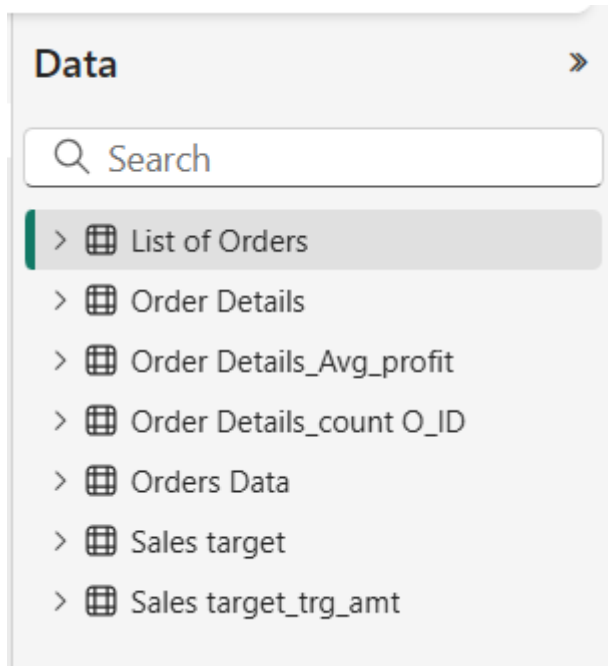 Data
Search
List of Orders
Order Details
Order Details_Avg_profit
Order Details_count O_ID
Orders Data
Sales target
Sales target_trg_amt